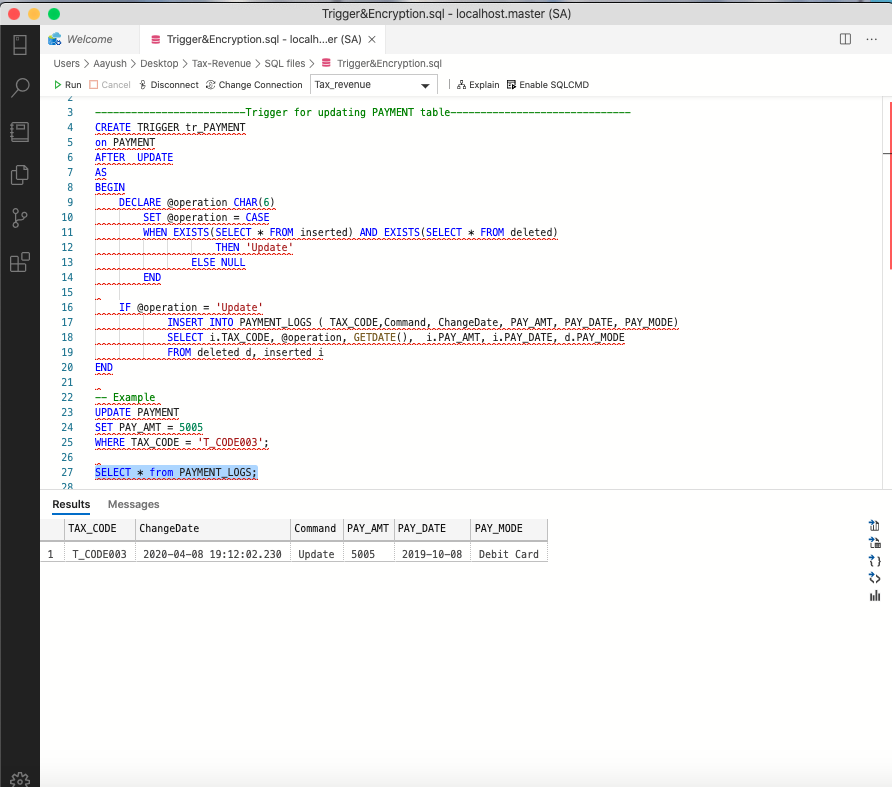 Trigger&Encryption.sql - localhost.master (SA)
Welcome
Trigger&Encryption.sql - localh...er (SA)
Users > Aayush > Desktop > Tax-Revenue > SQL files > Trigger&Encryption.sql
Run Cancel Disconnect Change Connection Tax_revenue Explain Enable SQLCMD
2
3 -------------------------Trigger for updating PAYMENT table------------------------------
4 CREATE TRIGGER tr_PAYMENT
5 on PAYMENT
6 AFTER  UPDATE
7 AS
8 BEGIN
9     DECLARE @operation CHAR(6)
10         SET @operation = CASE
11         WHEN EXISTS(SELECT * FROM inserted) AND EXISTS(SELECT * FROM deleted)
12                     THEN 'Update'
13                 ELSE NULL
14         END
15
16     IF @operation = 'Update'
17             INSERT INTO PAYMENT_LOGS ( TAX_CODE,Command, ChangeDate, PAY_AMT, PAY_DATE, PAY_MODE)
18             SELECT i.TAX_CODE, @operation, GETDATE(),  i.PAY_AMT, i.PAY_DATE, d.PAY_MODE
19             FROM deleted d, inserted i
20 END
21
22 -- Example
23 UPDATE PAYMENT
24 SET PAY_AMT = 5005
25 WHERE TAX_CODE = 'T_CODE003';
26
27 SELECT * from PAYMENT_LOGS;
28
Results Messages
TAX_CODE ChangeDate Command PAY_AMT PAY_DATE PAY_MODE
1 T_CODE003 2020-04-08 19:12:02.230 Update 5005 2019-10-08 Debit Card